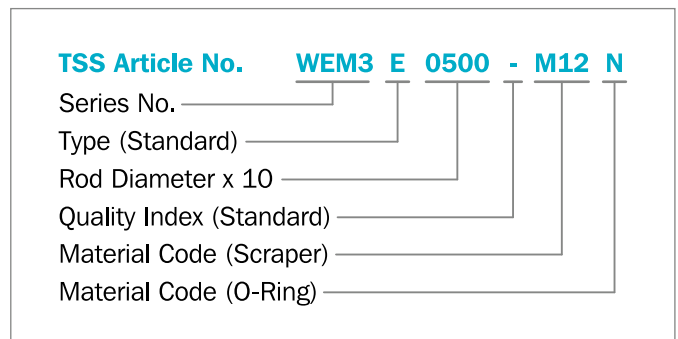 TSS Article No. WEM3 E 0500 - M12 N
Series No.
Type (Standard)
Rod Diameter x 10
Quality Index (Standard)
Material Code (Scraper)
Material Code (O-Ring)